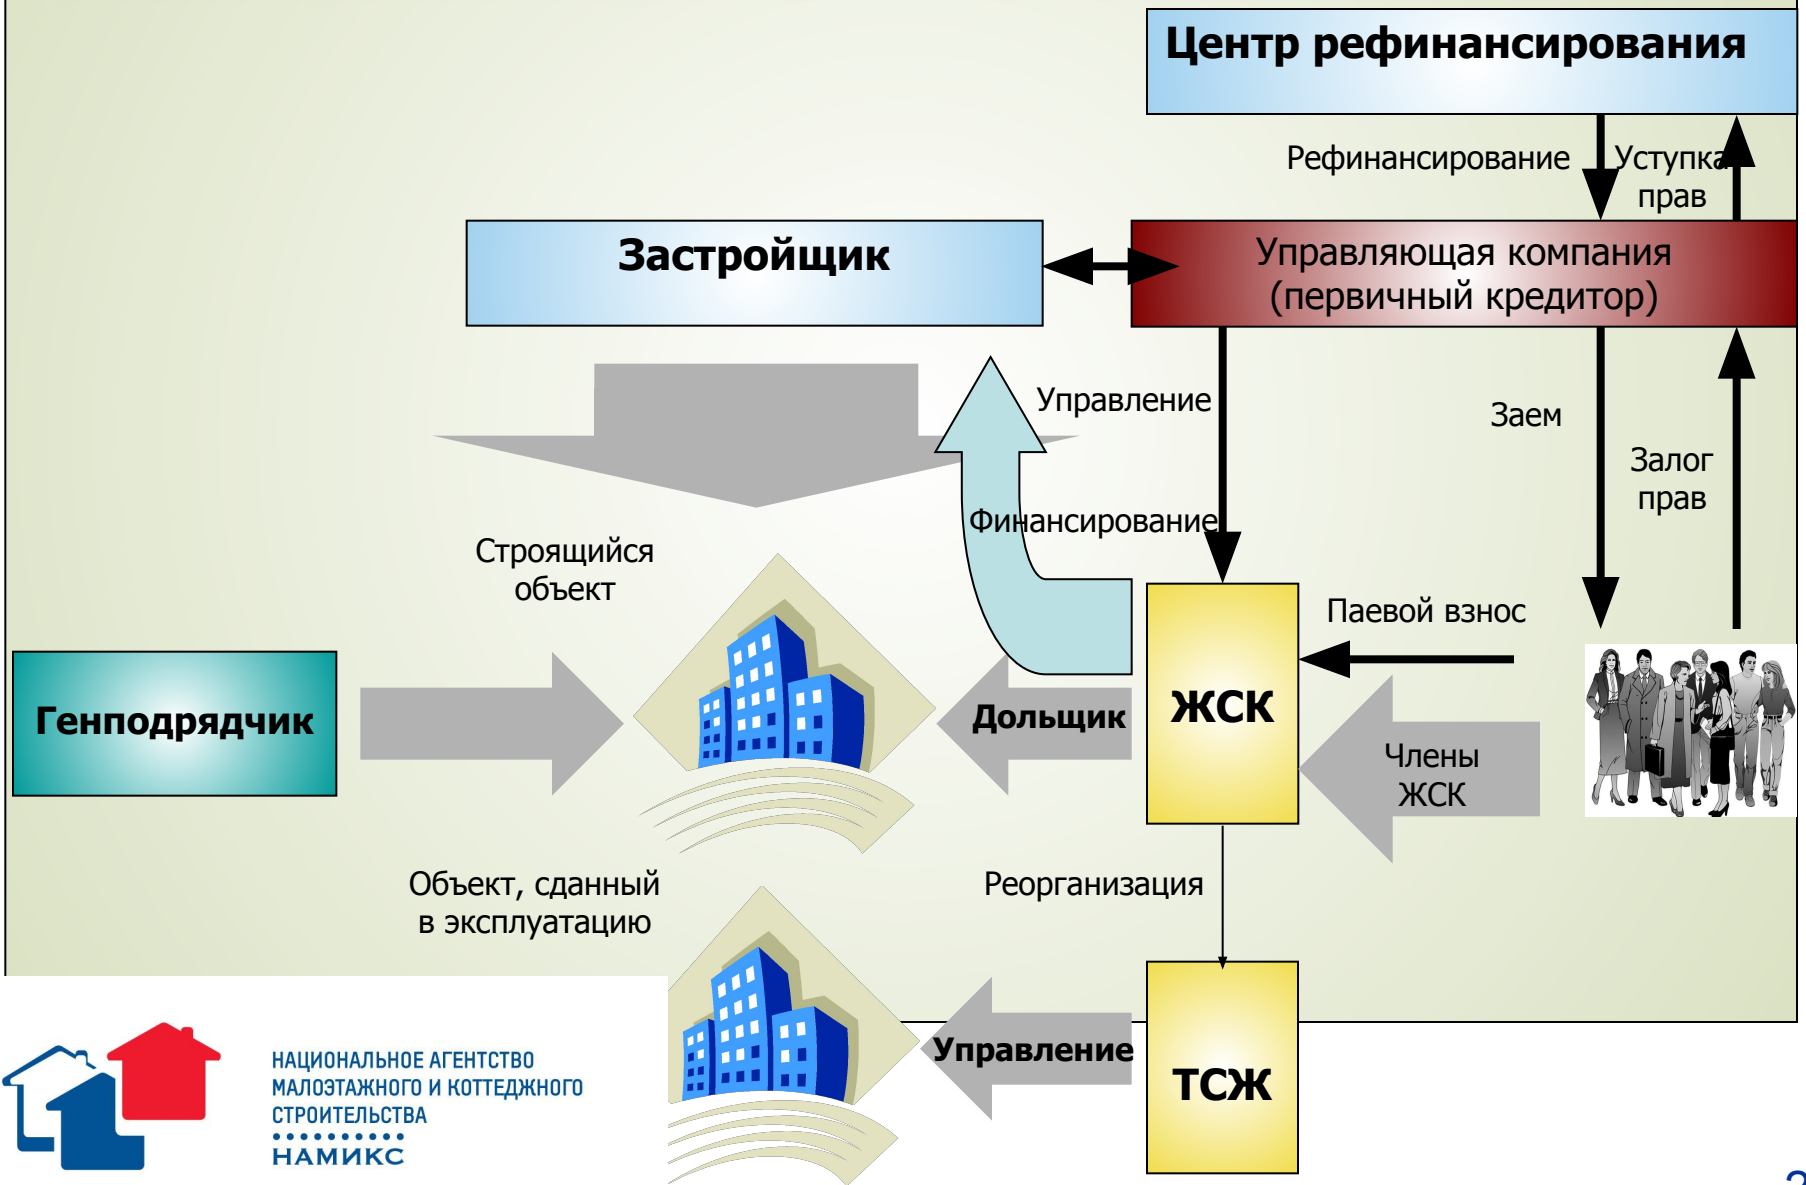 Центр рефинансирования
Рефинансирование
Уступка
прав
Застройщик
Управляющая компания
(первичный кредитор)
Управление
Заем
Залог
прав
Финансирование
Строящийся
объект
Паевой взнос
Генподрядчик
Дольщик
ЖСК
Члены
ЖСК
Объект, сданный
в эксплуатацию
Реорганизация
Управление
ТСЖ
НАЦИОНАЛЬНОЕ АГЕНТСТВО
МАЛОЭТАЖНОГО И КОТТЕДЖНОГО
СТРОИТЕЛЬСТВА
НАМИКС